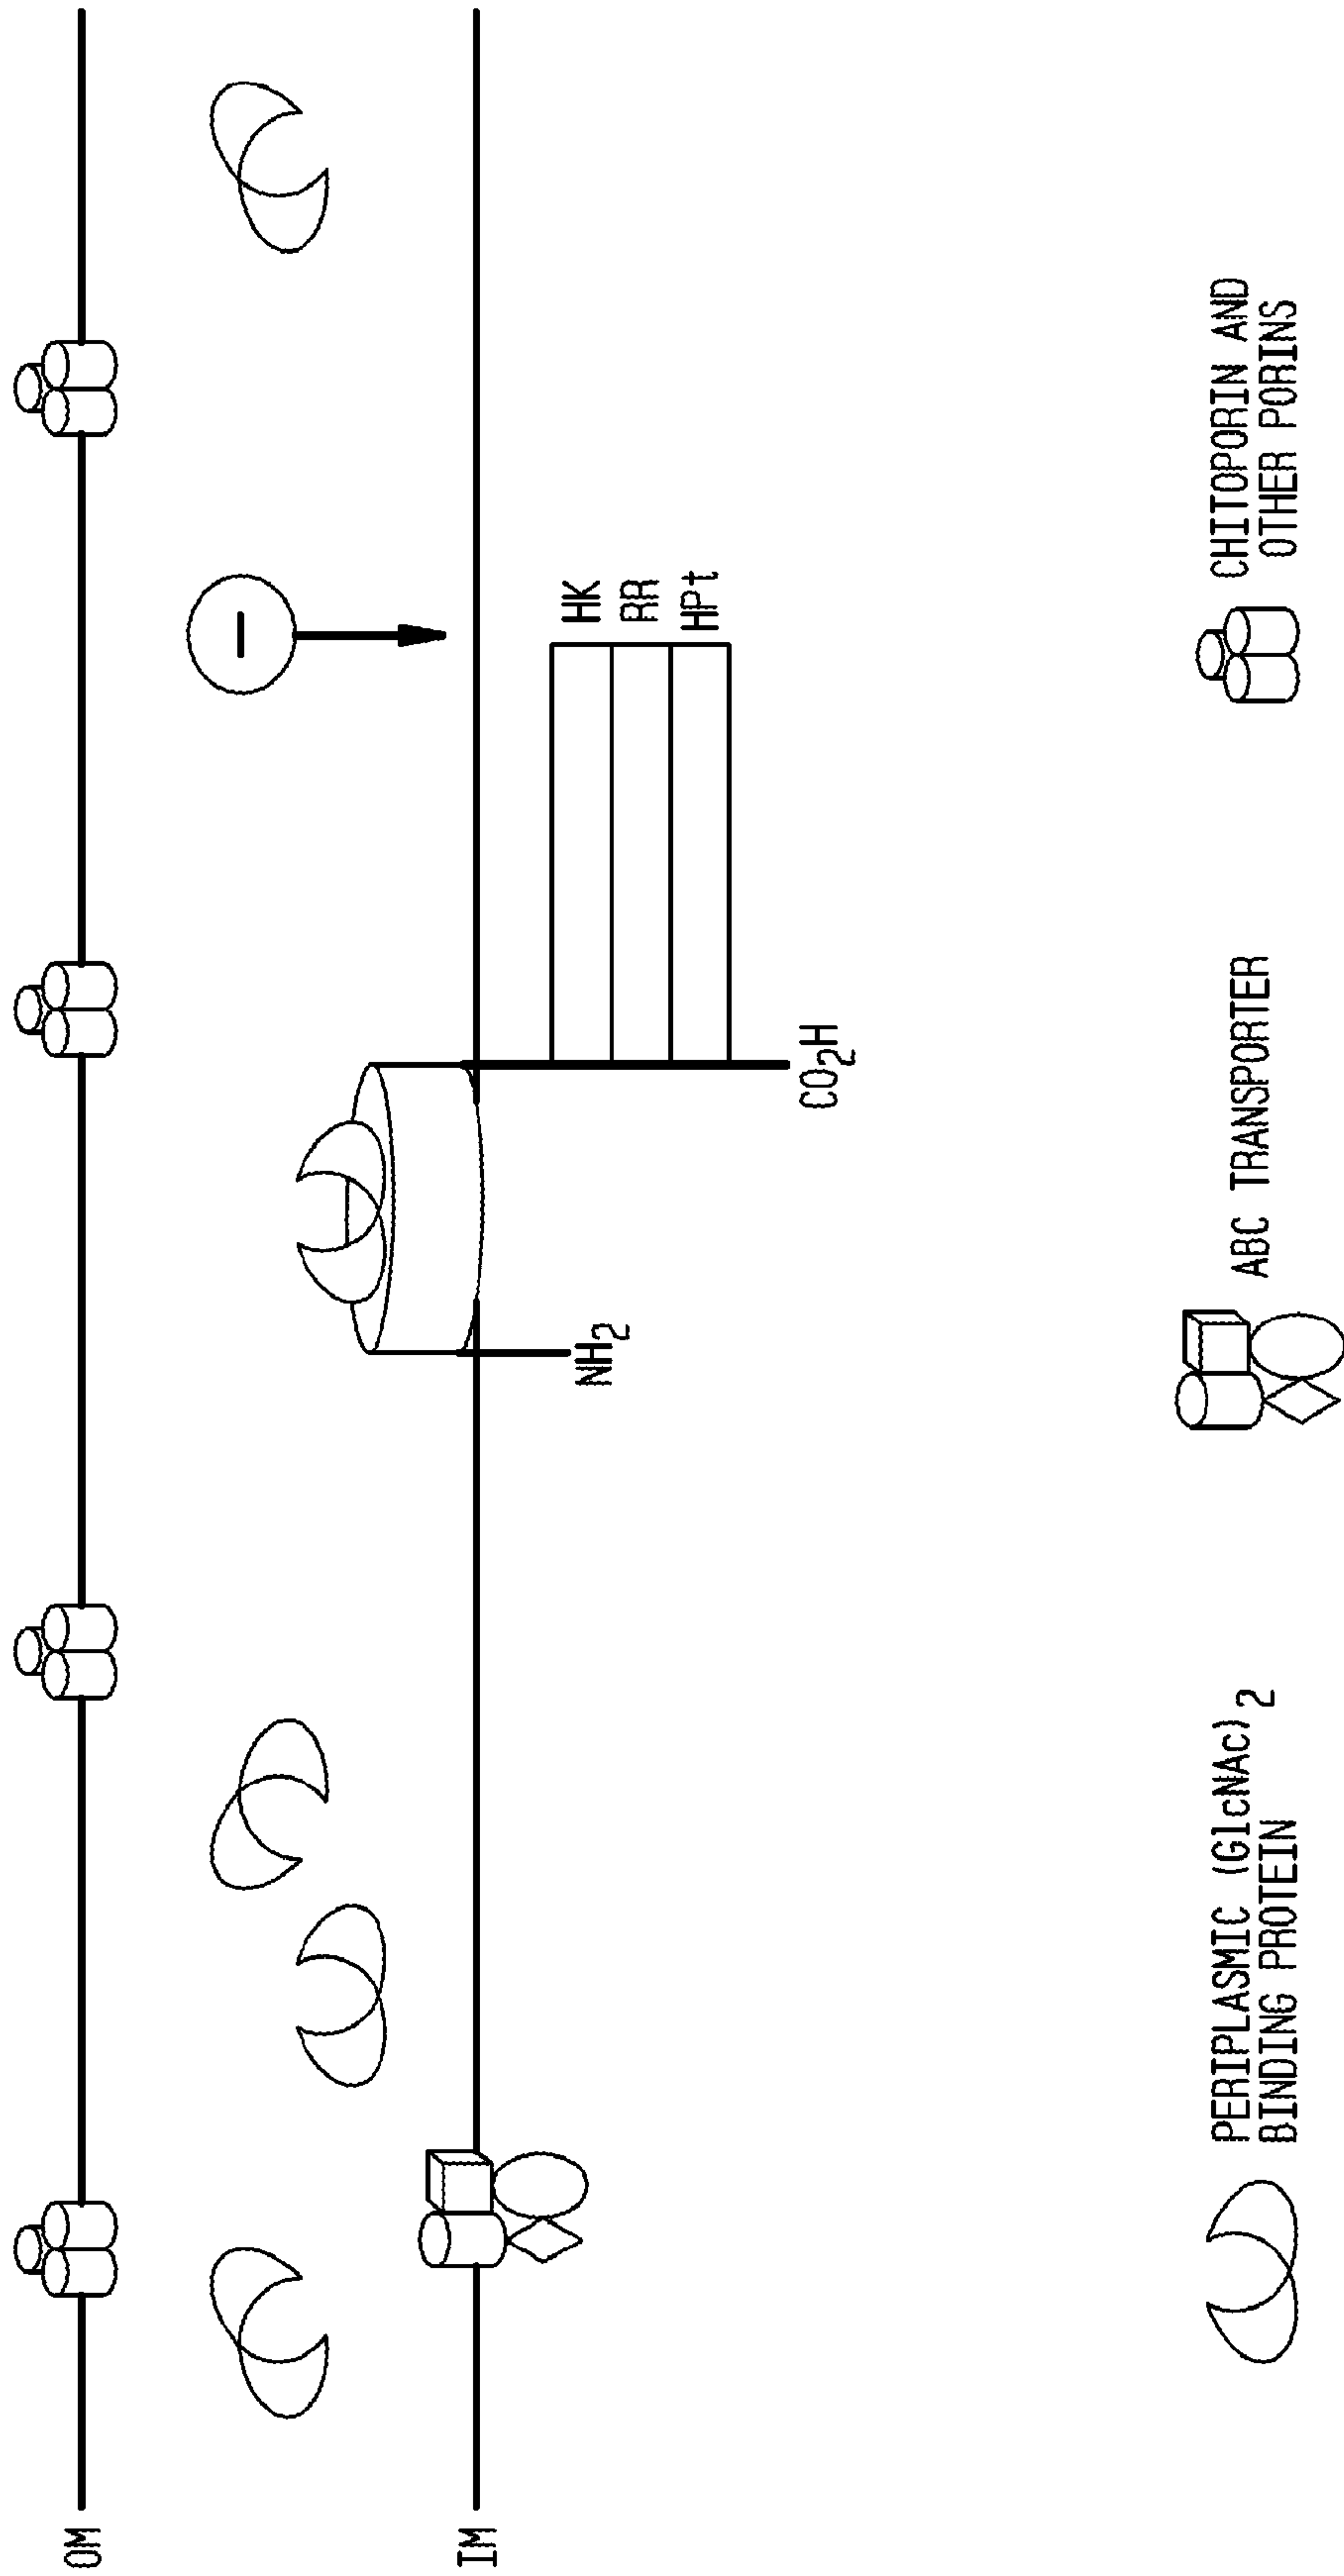 OM
IM
NH2
CO2H
HK
RR
HPt
PERIPLASMIC (GlcNAc)2
BINDING PROTEIN
ABC TRANSPORTER
CHITOPORIN AND
OTHER PORINS